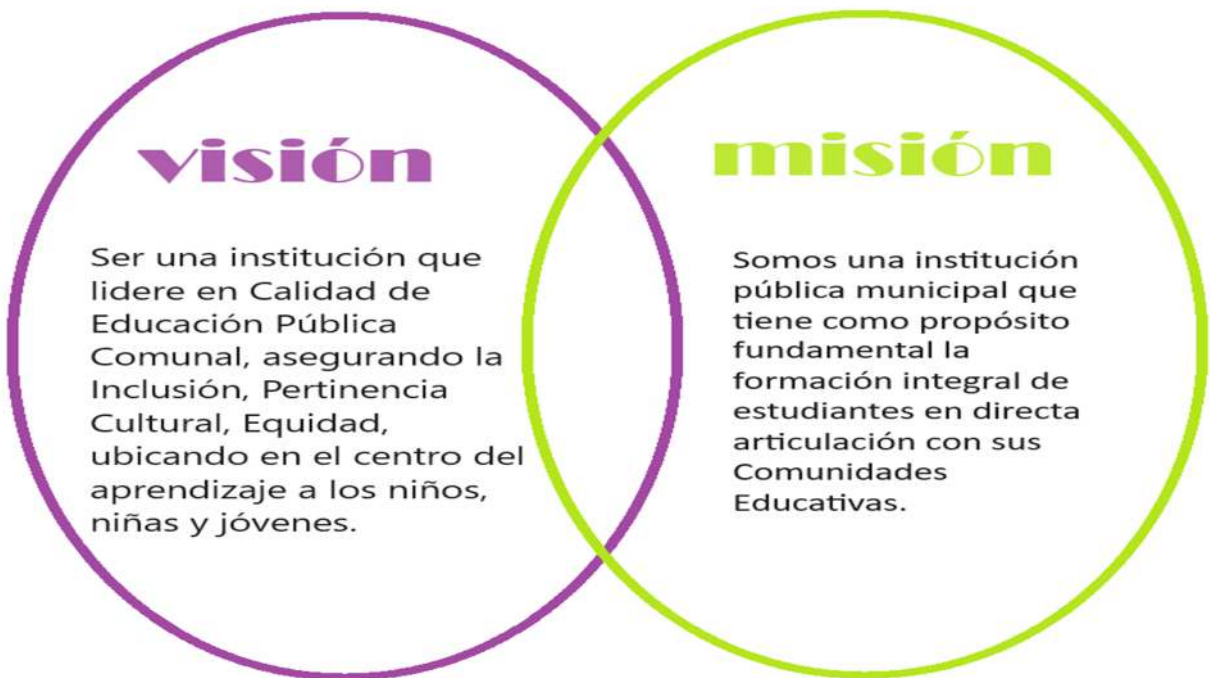 visión
Ser una institución que
lidere en Calidad de
Educación Pública
Comunal, asegurando la
Inclusión, Pertinencia
Cultural, Equidad,
ubicando en el centro del
aprendizaje a los niños,
niñas y jóvenes.
misión
Somos una institución
pública municipal que
tiene como propósito
fundamental la
formación integral de
estudiantes en directa
articulación con sus
Comunidades
Educativas.